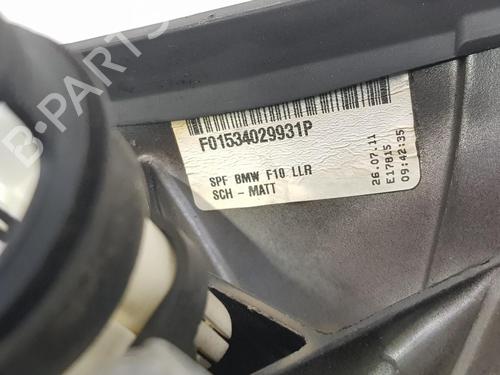 F01534029931P
SPF BMW F10 LLR
SCH - MATT
26.07.11
E17815
09:42:35
B-PARTS